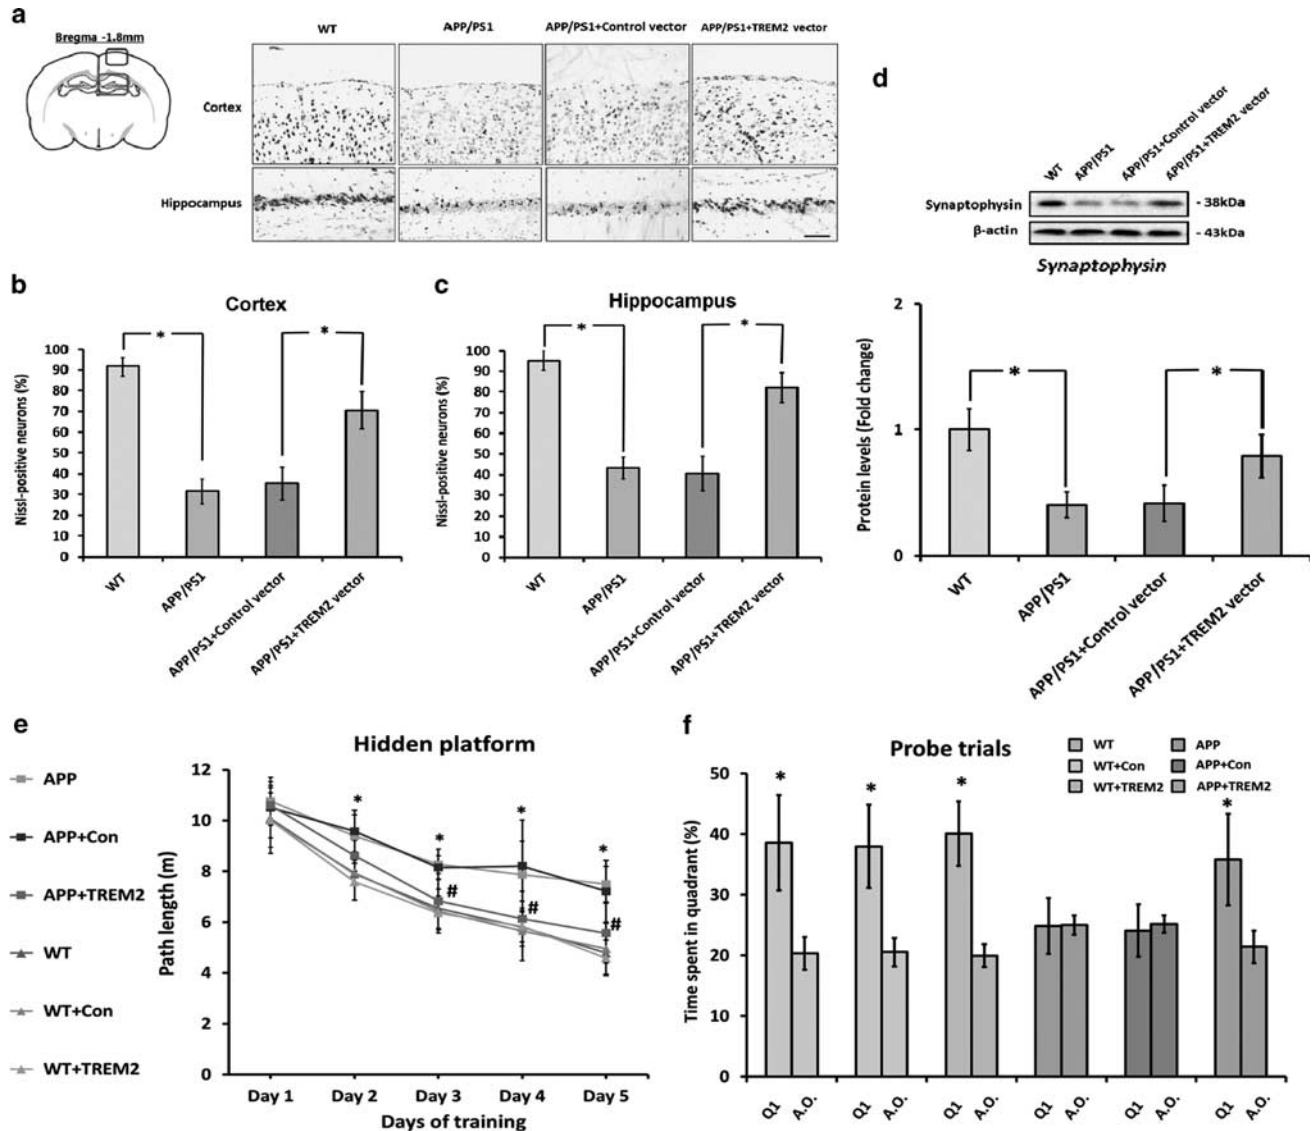 a
Bregma -1.8mm
WT
APP/PS1
APP/PS1+Control vector
APP/PS1+TREM2 vector
Cortex
Hippocampus
d
WT
APP/PS1
APP/PS1+Control vector
APP/PS1+TREM2 vector
Synaptophysin
- 38kDa
β-actin
- 43kDa
Synaptophysin
Protein levels (Fold change)
2
1
0
*
*
WT
APP/PS1
APP/PS1+Control vector
APP/PS1+TREM2 vector
b
Cortex
Nissl-positive neurons (%)
100
90
80
70
60
50
40
30
20
10
0
*
*
WT
APP/PS1
APP/PS1+Control vector
APP/PS1+TREM2 vector
c
Hippocampus
Nissl-positive neurons (%)
100
90
80
70
60
50
40
30
20
10
0
*
*
WT
APP/PS1
APP/PS1+Control vector
APP/PS1+TREM2 vector
e
Hidden platform
APP
APP+Con
APP+TREM2
WT
WT+Con
WT+TREM2
Path length (m)
12
10
8
6
4
2
0
* * * *
# # #
Day 1 Day 2 Day 3 Day 4 Day 5
Days of training
f
Probe trials
WT
APP
WT+Con
APP+Con
WT+TREM2
APP+TREM2
Time spent in quadrant (%)
50
40
30
20
10
0
* * * *
Q1 A.O. Q1 A.O. Q1 A.O. Q1 A.O. Q1 A.O. Q1 A.O.